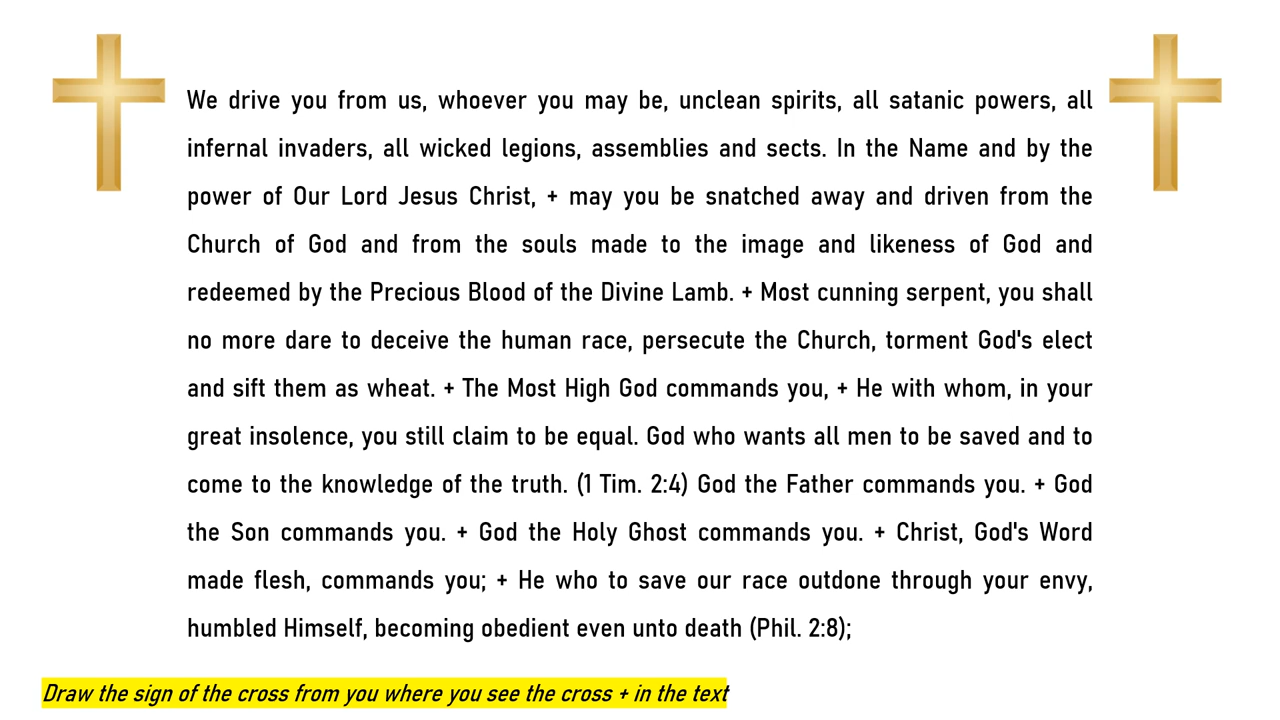 We drive you from us, whoever you may be, unclean spirits, all satanic powers, all
infernal invaders, all wicked legions, assemblies and sects. In the Name and by the
power of Our Lord Jesus Christ, + may you be snatched away and driven from the
Church of God and from the souls made to the image and likeness of God and
redeemed by the Precious Blood of the Divine Lamb. + Most cunning serpent, you shall
no more dare to deceive the human race, persecute the Church, torment God's elect
and sift them as wheat. + The Most High God commands you, + He with whom, in your
great insolence, you still claim to be equal. God who wants all men to be saved and to
come to the knowledge of the truth. (1 Tim. 2:4) God the Father commands you. + God
the Son commands you. + God the Holy Ghost commands you. + Christ, God's Word
made flesh, commands you; + He who to save our race outdone through your envy,
humbled Himself, becoming obedient even unto death (Phil. 2:8);
Draw the sign of the cross from you where you see the cross + in the text